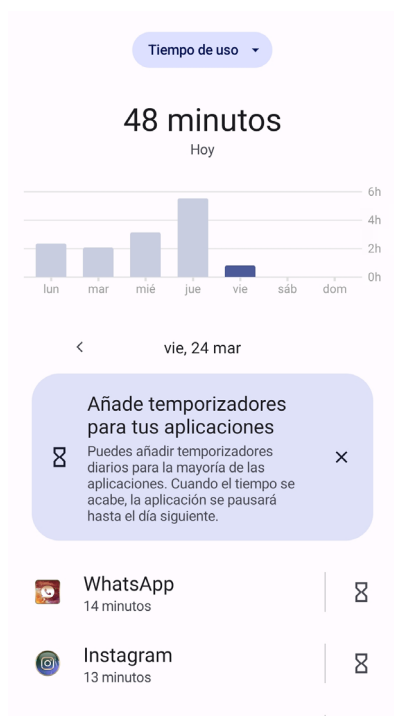 Tiempo de uso
48 minutos
Hoy
6h
4h
2h
0h
lun mar mié jue vie sáb dom
vie, 24 mar
Añade temporizadores
para tus aplicaciones
Puedes añadir temporizadores
diarios para la mayoría de las
aplicaciones. Cuando el tiempo se
acabe, la aplicación se pausará
hasta el día siguiente.
WhatsApp
14 minutos
Instagram
13 minutos